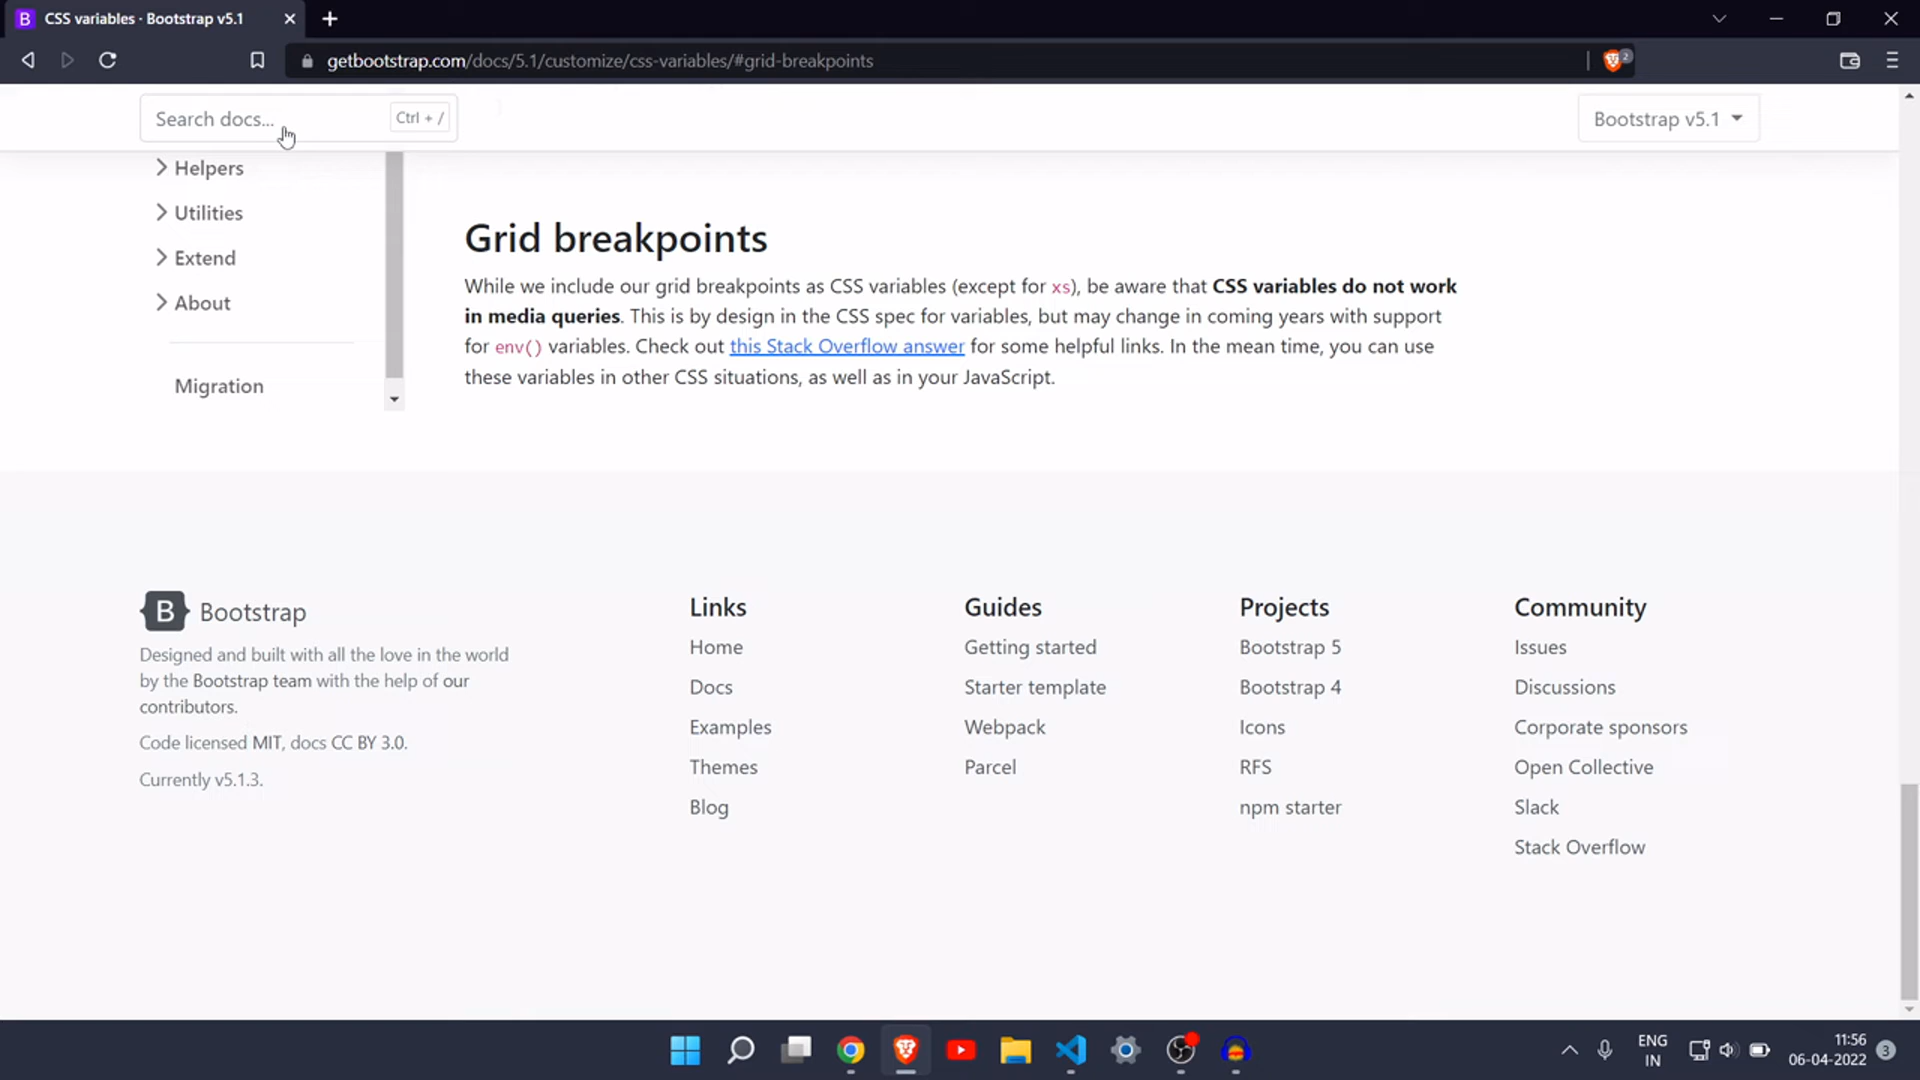 CSS variables · Bootstrap v5.1
getbootstrap.com/docs/5.1/customize/css-variables/#grid-breakpoints
2
Search docs...
Ctrl + /
Bootstrap v5.1
Helpers
Utilities
Extend
About
Migration
Grid breakpoints
While we include our grid breakpoints as CSS variables (except for xs), be aware that CSS variables do not work
in media queries. This is by design in the CSS spec for variables, but may change in coming years with support
for env() variables. Check out this Stack Overflow answer for some helpful links. In the mean time, you can use
these variables in other CSS situations, as well as in your JavaScript.
B Bootstrap
Designed and built with all the love in the world
by the Bootstrap team with the help of our
contributors.
Code licensed MIT, docs CC BY 3.0.
Currently v5.1.3.
Links
Home
Docs
Examples
Themes
Blog
Guides
Getting started
Starter template
Webpack
Parcel
Projects
Bootstrap 5
Bootstrap 4
Icons
RFS
npm starter
Community
Issues
Discussions
Corporate sponsors
Open Collective
Slack
Stack Overflow
ENG
IN
11:56
06-04-2022
3